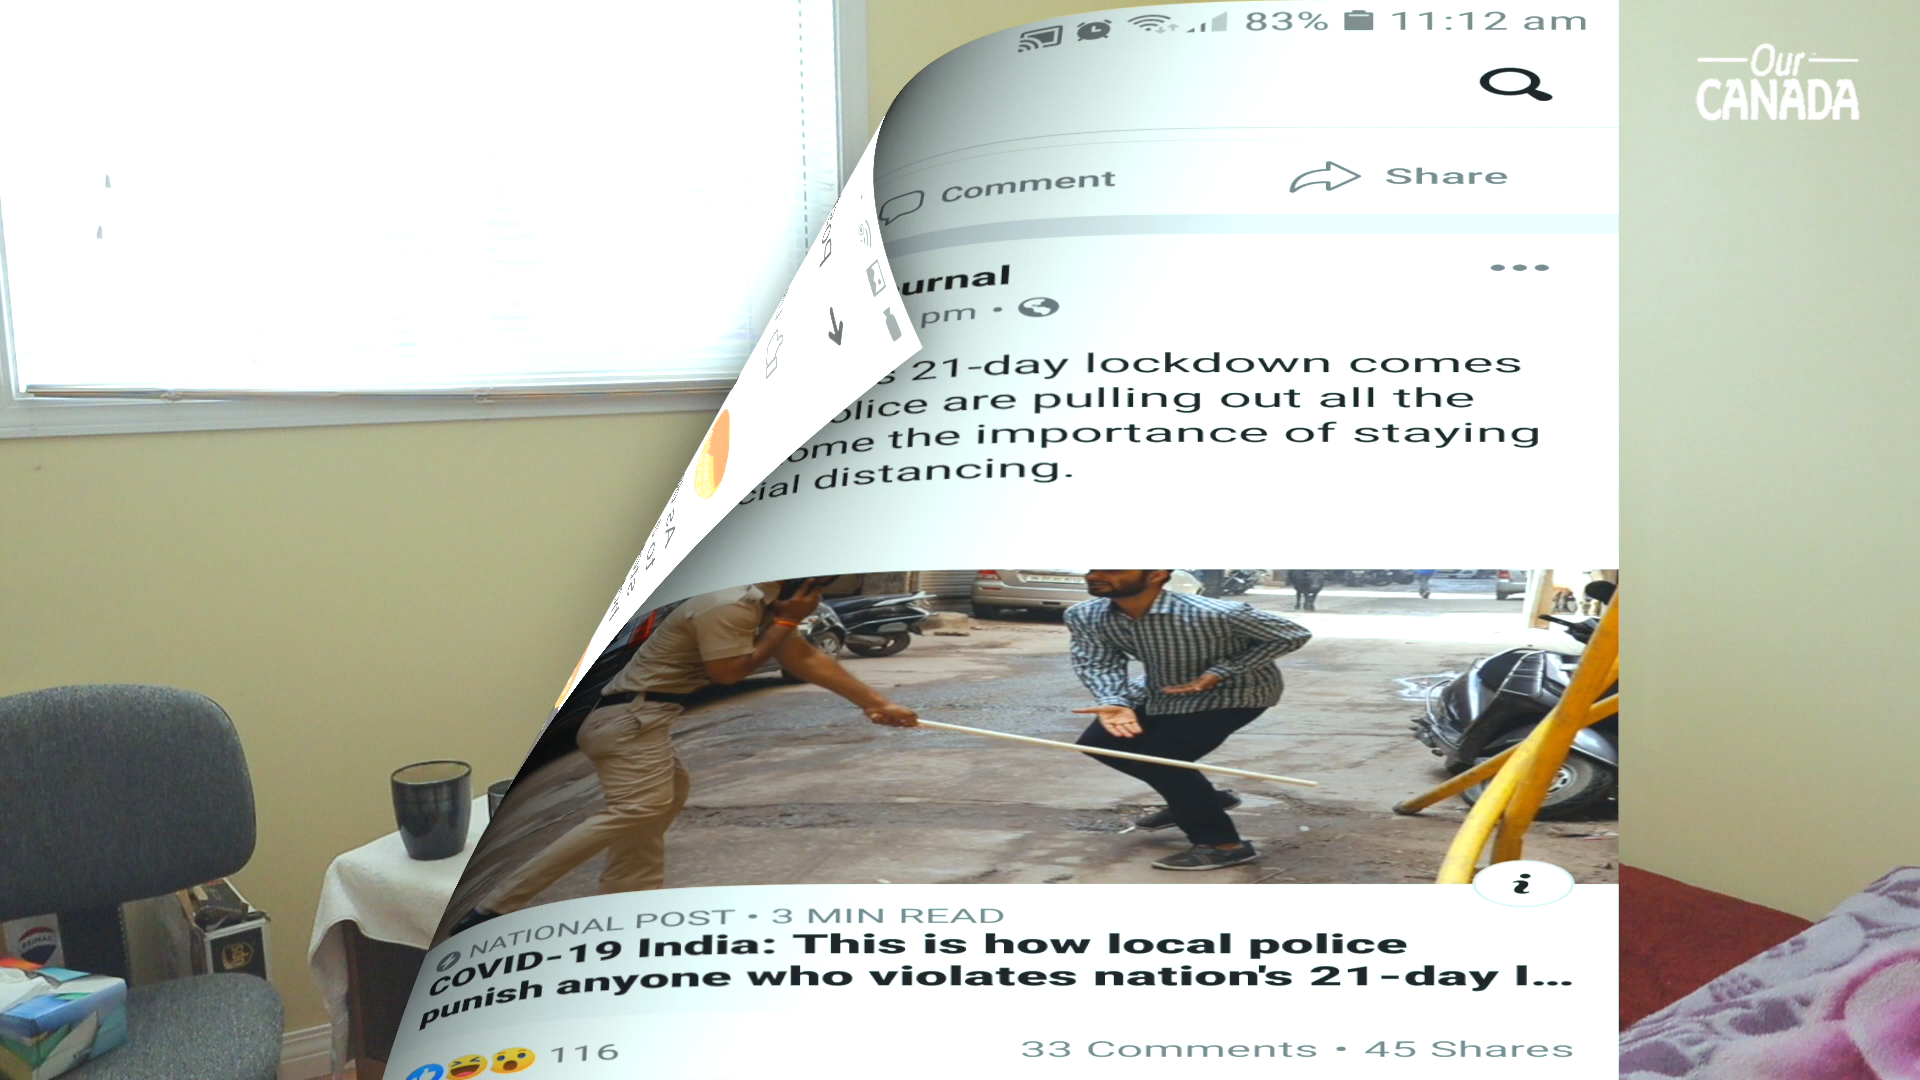 83% 11:12 am
Our
CANADA
Comment
Share
urnal
pm •
21-day lockdown comes
olice are pulling out all the
ome the importance of staying
cial distancing.
NATIONAL POST • 3 MIN READ
COVID-19 India: This is how local police
punish anyone who violates nation's 21-day l...
116
33 Comments • 45 Shares